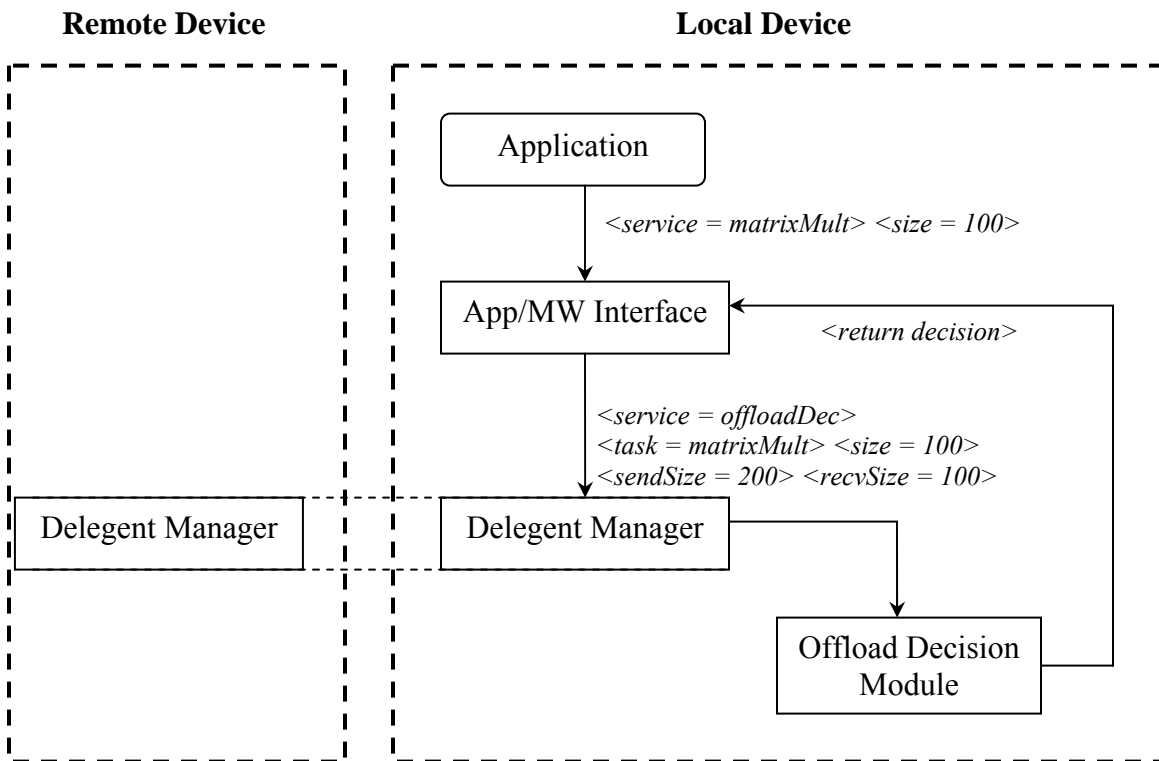 Remote Device
Local Device
Application
<service = matrixMult> <size = 100>
App/MW Interface
<return decision>
<service = offloadDec>
<task = matrixMult> <size = 100>
<sendSize = 200> <recvSize = 100>
Delegent Manager
Delegent Manager
Offload Decision
Module